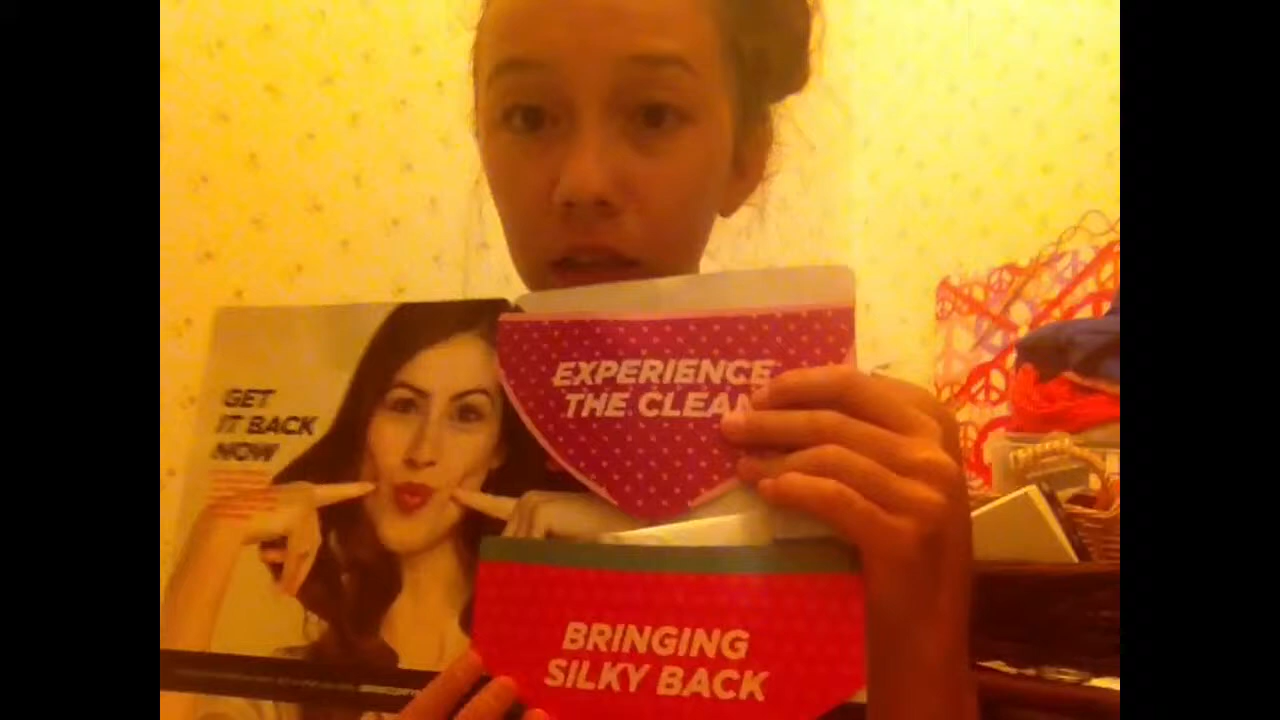 GET
IT BACK
NOW
EXPERIENCE
THE CLEAN
BRINGING
SILKY BACK